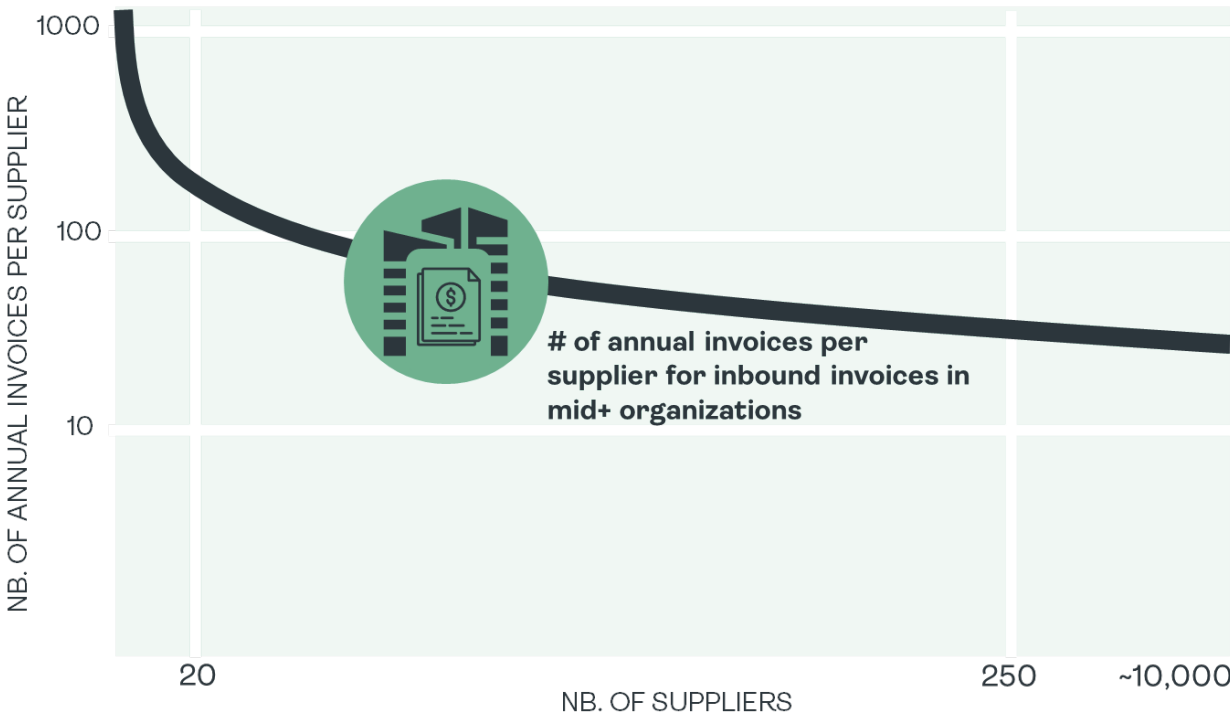 1000
100
10
NB. OF ANNUAL INVOICES PER SUPPLIER
$
# of annual invoices per
supplier for inbound invoices in
mid+ organizations
20
250
~10,000
NB. OF SUPPLIERS